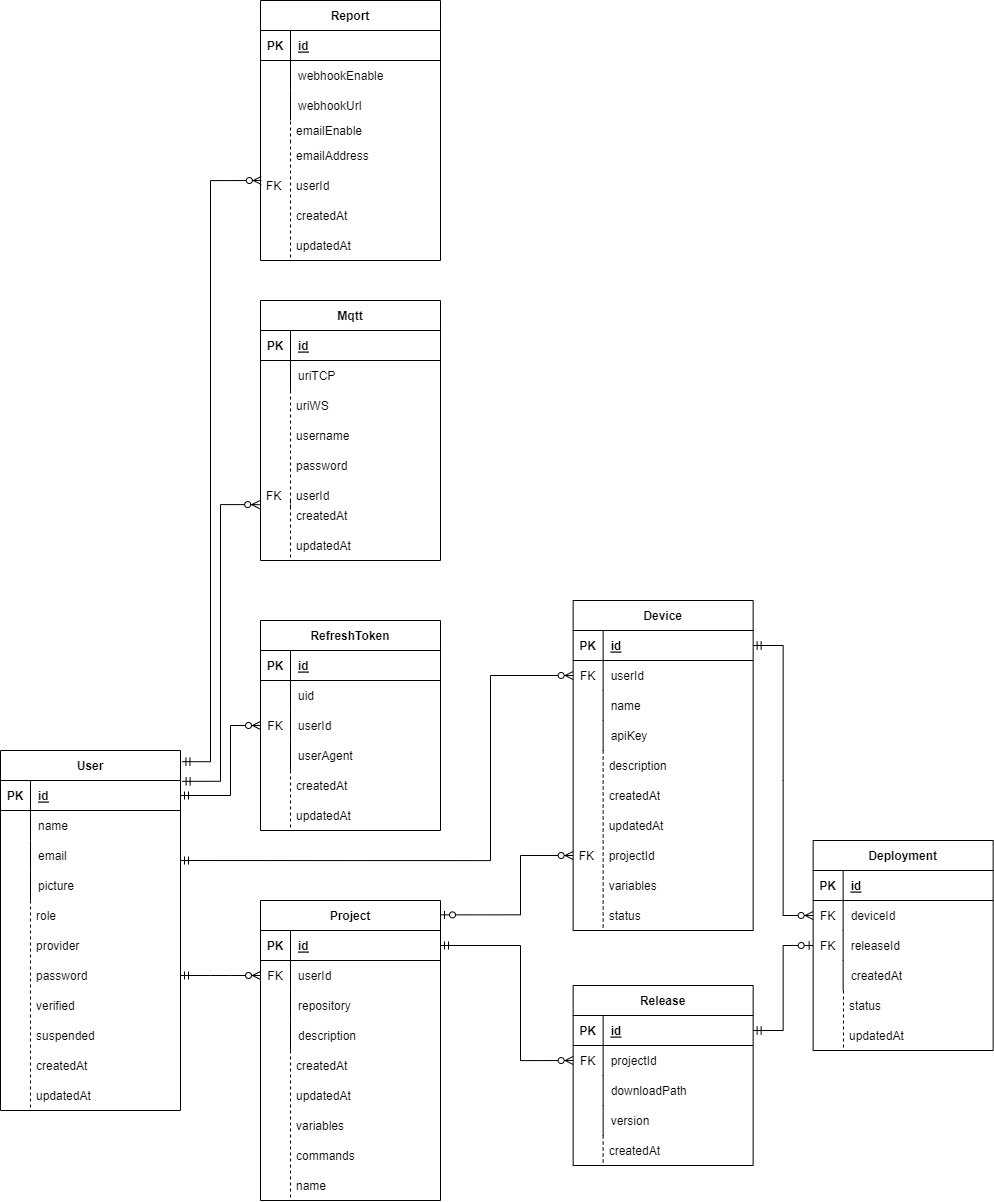 Report
PK id
webhookEnable
webhookUrl
emailEnable
emailAddress
FK userId
createdAt
updatedAt
Mqtt
PK id
uriTCP
uriWS
username
password
FK userId
createdAt
updatedAt
RefreshToken
PK id
uid
FK userId
userAgent
createdAt
updatedAt
User
PK id
name
email
picture
role
provider
password
verified
suspended
createdAt
updatedAt
Project
PK id
FK userId
repository
description
createdAt
updatedAt
variables
commands
name
Device
PK id
FK userId
name
apiKey
description
createdAt
updatedAt
FK projectId
variables
status
Release
PK id
FK projectId
downloadPath
version
createdAt
Deployment
PK id
FK deviceId
FK releaseId
createdAt
status
updatedAt